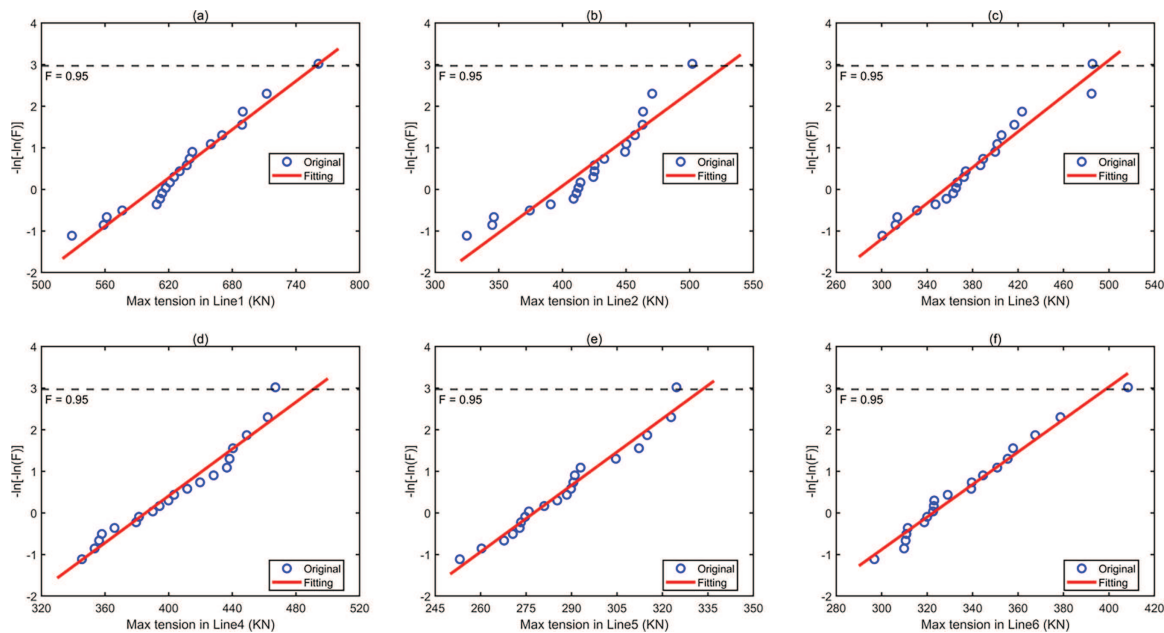 (a)
4
3
2
1
0
-1
-2
-ln[-ln(F)]
F = 0.95
Original
Fitting
500 560 620 680 740 800
Max tension in Line1 (KN)
(b)
4
3
2
1
0
-1
-2
-ln[-ln(F)]
F = 0.95
Original
Fitting
300 350 400 450 500 550
Max tension in Line2 (KN)
(c)
4
3
2
1
0
-1
-2
-ln[-ln(F)]
F = 0.95
Original
Fitting
280 320 360 400 420 460 500 540
Max tension in Line3 (KN)
(d)
4
3
2
1
0
-1
-2
-ln[-ln(F)]
F = 0.95
Original
Fitting
320 360 400 440 480 520
Max tension in Line4 (KN)
(e)
4
3
2
1
0
-1
-2
-ln[-ln(F)]
F = 0.95
Original
Fitting
245 260 275 290 305 320 335 350
Max tension in Line5 (KN)
(f)
4
3
2
1
0
-1
-2
-ln[-ln(F)]
F = 0.95
Original
Fitting
280 300 320 340 360 380 400 420
Max tension in Line6 (KN)